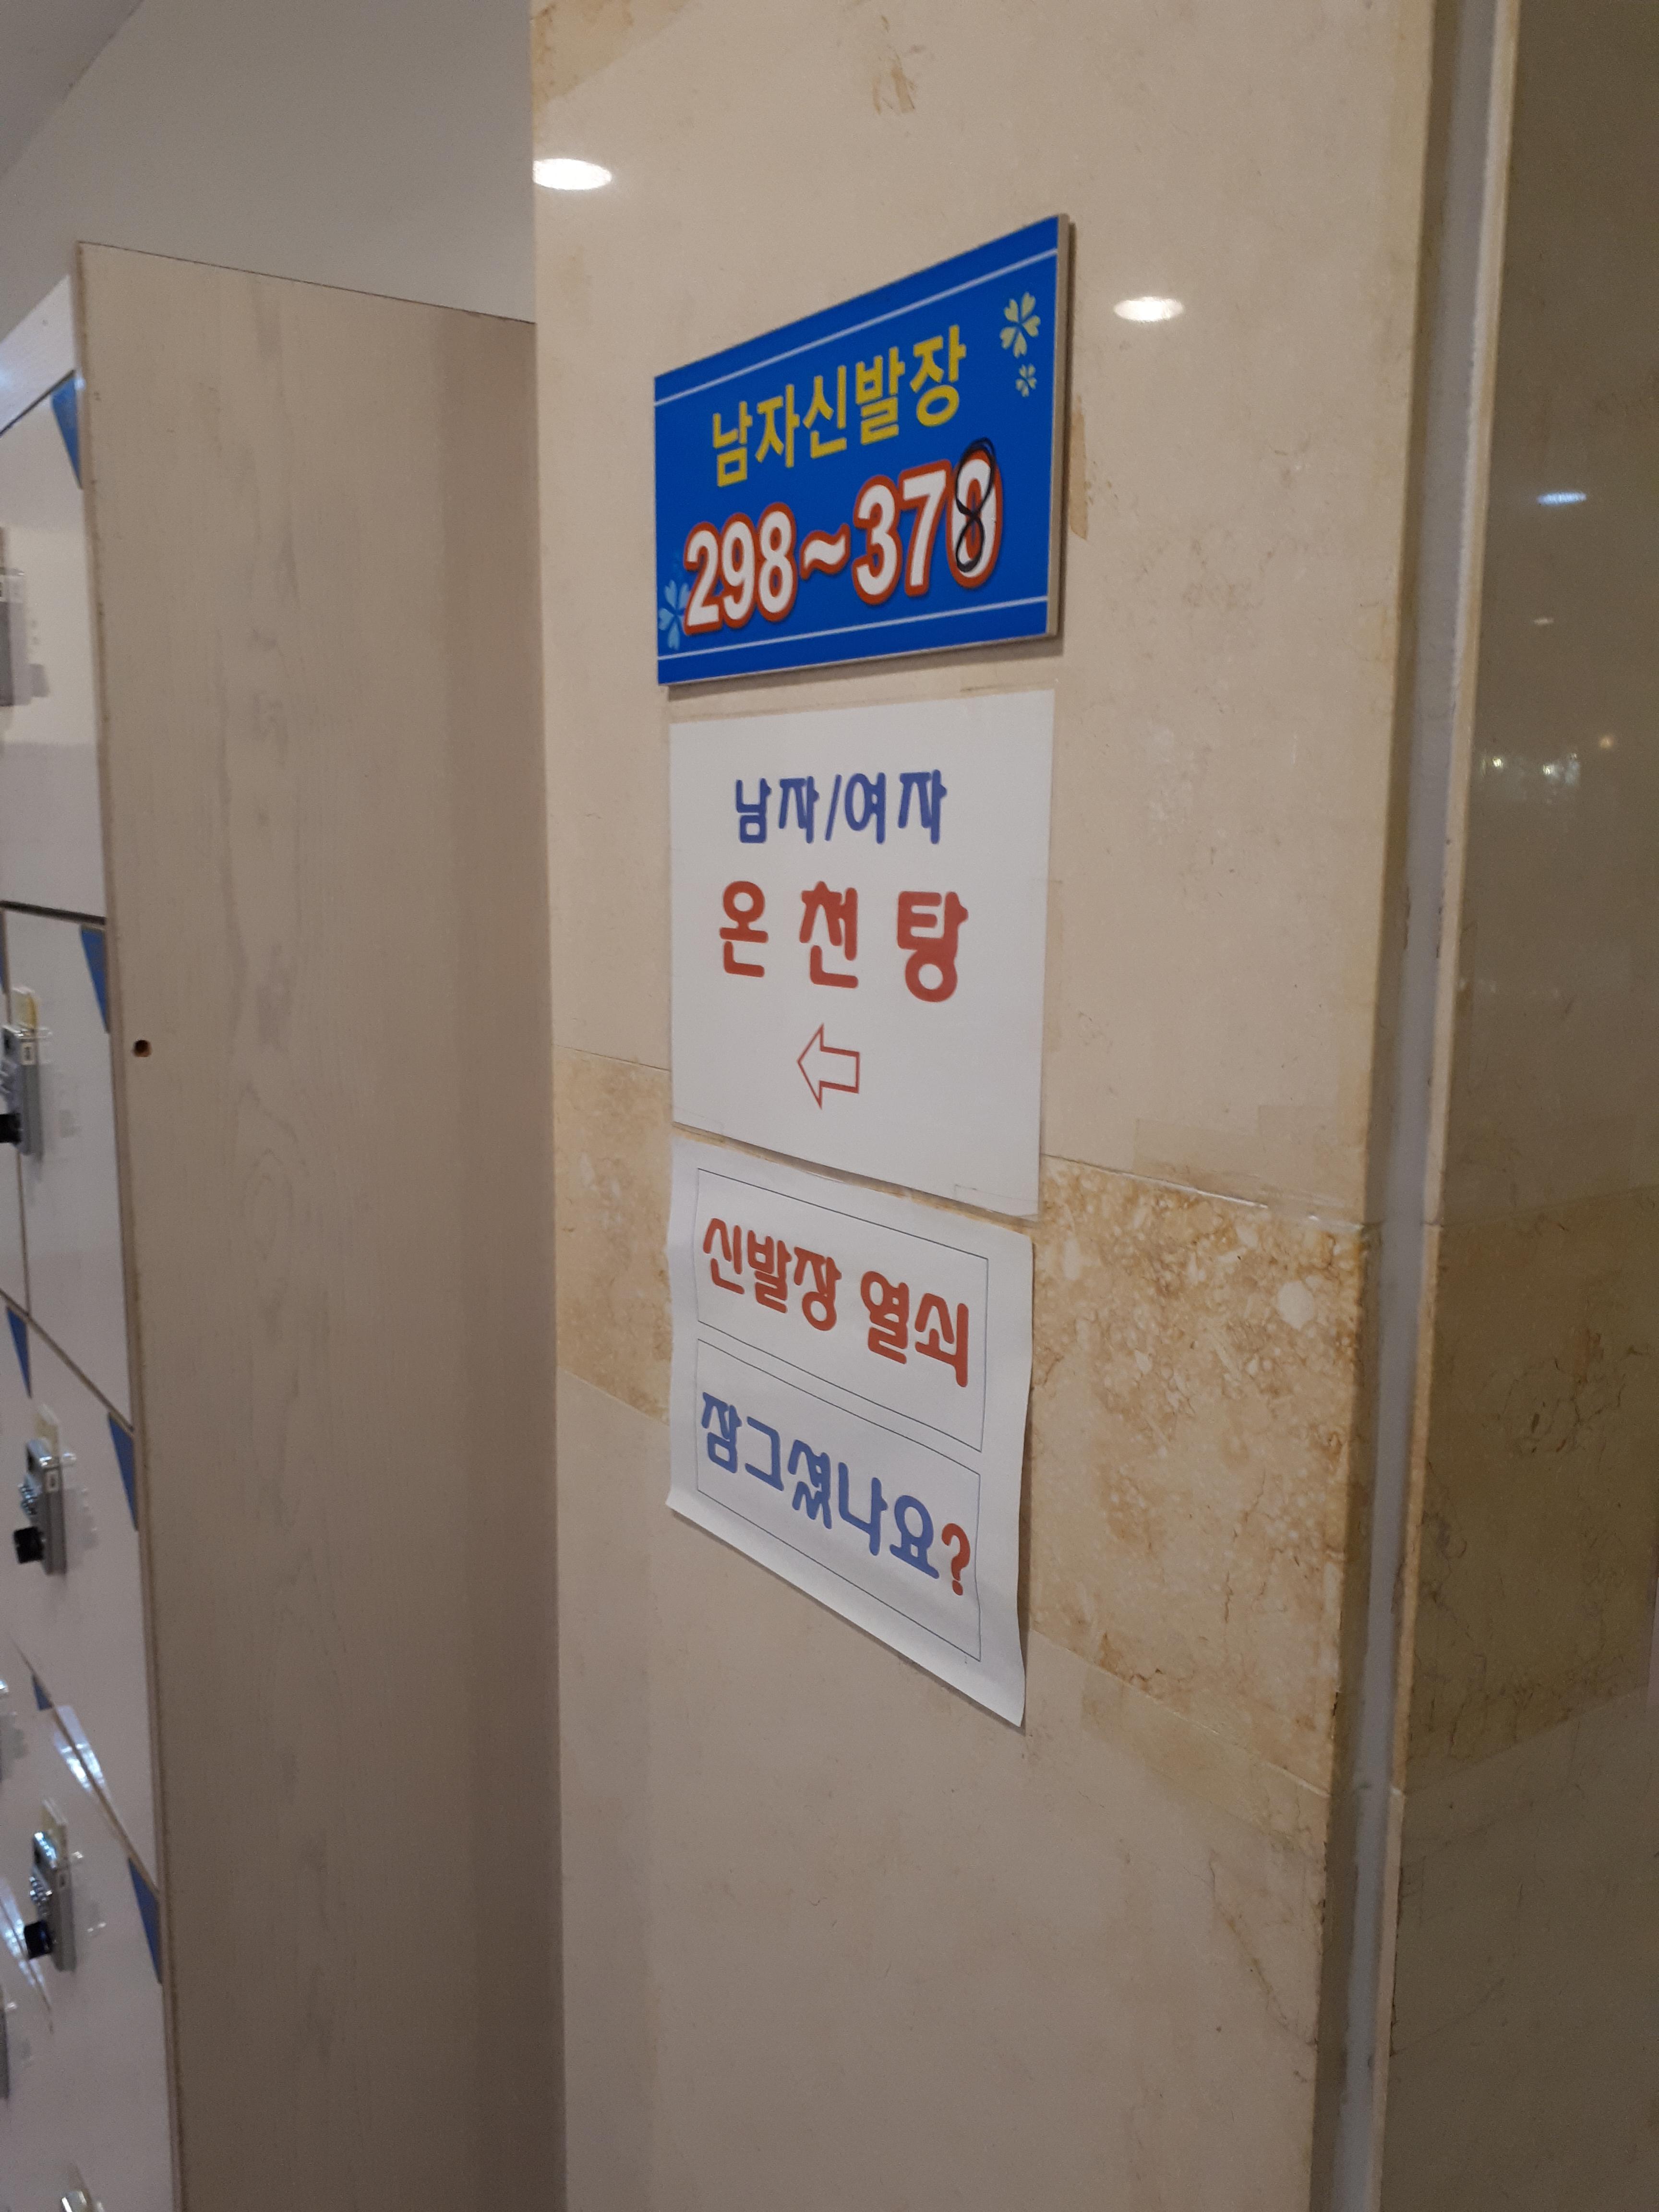 남자신발장
298~378
남자/여자
온천탕
신발장 열쇠
잠그셨나요?